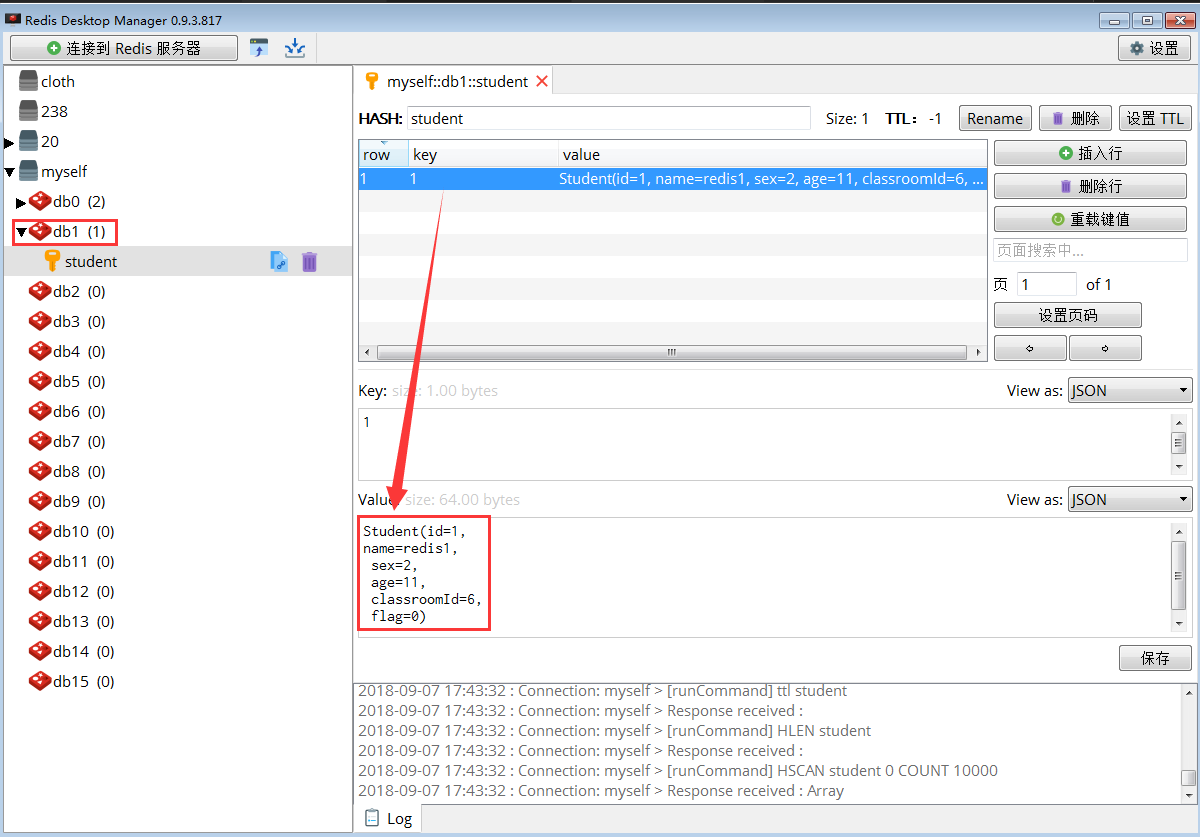 Redis Desktop Manager 0.9.3.817
连接到 Redis 服务器
设置
cloth
238
20
myself
db0 (2)
db1 (1)
student
db2 (0)
db3 (0)
db4 (0)
db5 (0)
db6 (0)
db7 (0)
db8 (0)
db9 (0)
db10 (0)
db11 (0)
db12 (0)
db13 (0)
db14 (0)
db15 (0)
myself::db1::student
HASH: student Size: 1 TTL: -1 Rename 删除 设置 TTL
row key value
1 1 Student(id=1, name=redis1, sex=2, age=11, classroomId=6, ...
插入行
删除行
重载键值
页面搜索中...
页 1 of 1
设置页码
Key: size: 1.00 bytes View as: JSON
1
Value: size: 64.00 bytes View as: JSON
Student(id=1,
name=redis1,
sex=2,
age=11,
classroomId=6,
flag=0)
保存
2018-09-07 17:43:32 : Connection: myself > [runCommand] ttl student
2018-09-07 17:43:32 : Connection: myself > Response received :
2018-09-07 17:43:32 : Connection: myself > [runCommand] HLEN student
2018-09-07 17:43:32 : Connection: myself > Response received :
2018-09-07 17:43:32 : Connection: myself > [runCommand] HSCAN student 0 COUNT 10000
2018-09-07 17:43:32 : Connection: myself > Response received : Array
Log